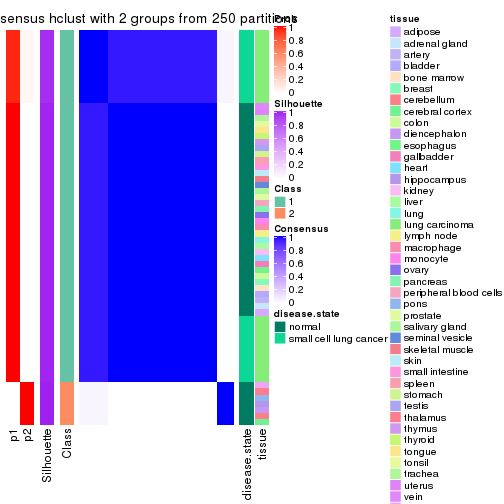 sensus hclust with 2 groups from 250 partitions
1
0.8
0.6
0.4
0.2
0
Silhouette
1
0.8
0.6
0.4
0.2
0
Class
1
2
Consensus
1
0.8
0.6
0.4
0.2
0
disease.state
normal
small cell lung cancer
tissue
adipose
adrenal gland
artery
bladder
bone marrow
breast
cerebellum
cerebral cortex
colon
diencephalon
esophagus
gallbadder
heart
hippocampus
kidney
liver
lung
lung carcinoma
lymph node
macrophage
monocyte
ovary
pancreas
peripheral blood cells
pons
prostate
salivary gland
seminal vesicle
skeletal muscle
skin
small intestine
spleen
stomach
testis
thalamus
thymus
thyroid
tongue
tonsil
trachea
uterus
vein
p1
p2
Silhouette
Class
disease.state
tissue